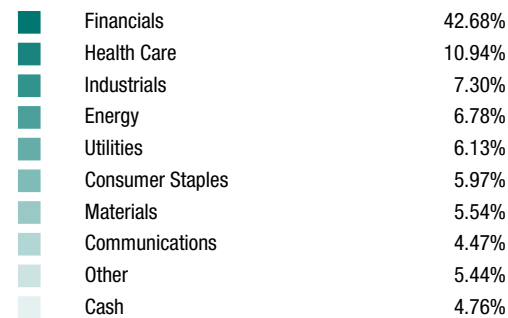 Financials 42.68%
Health Care 10.94%
Industrials 7.30%
Energy 6.78%
Utilities 6.13%
Consumer Staples 5.97%
Materials 5.54%
Communications 4.47%
Other 5.44%
Cash 4.76%